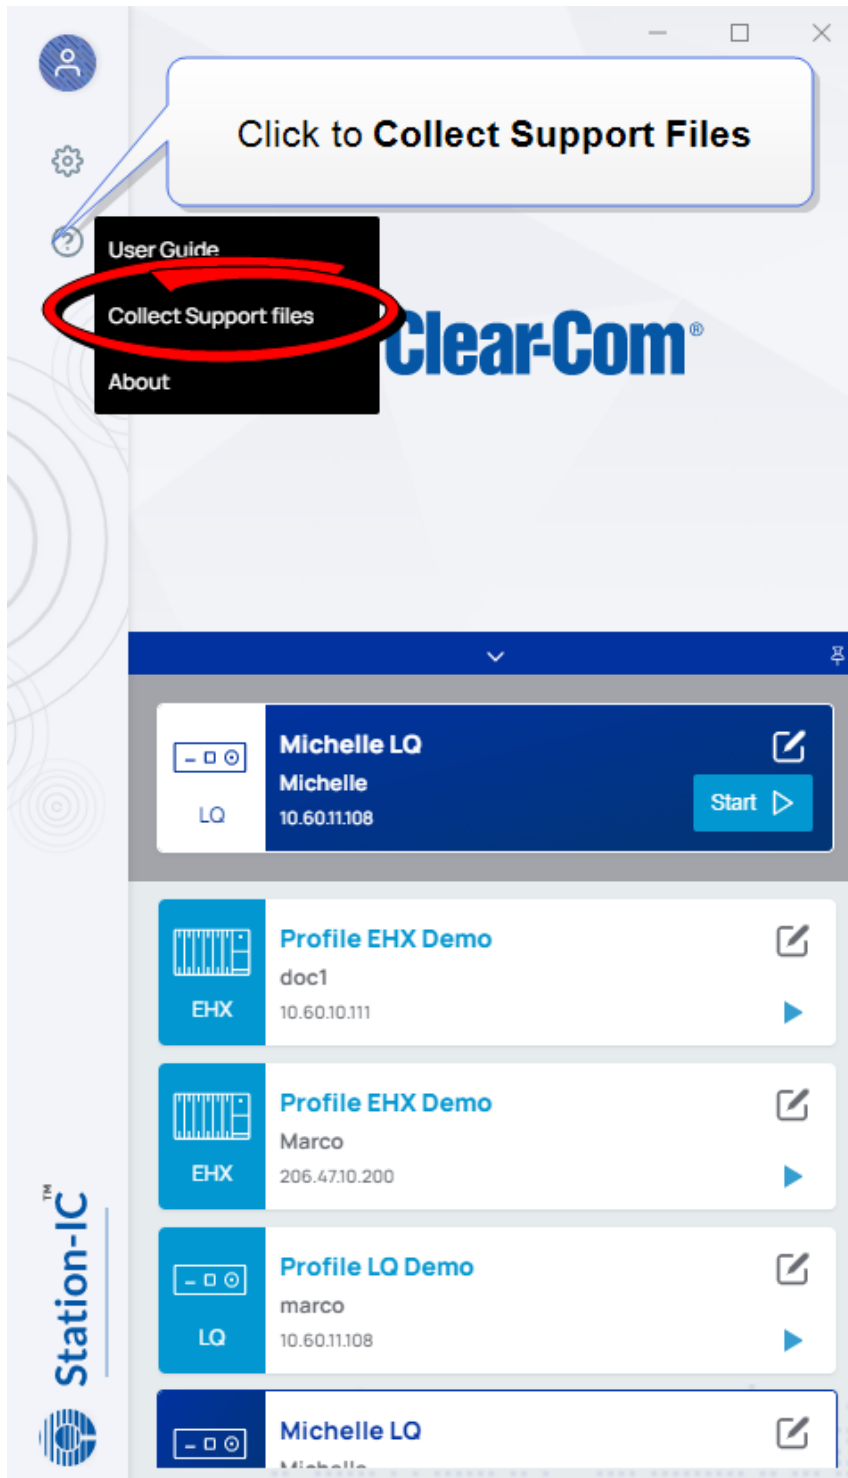 Click to Collect Support Files
User Guide
Collect Support files
About
Clear-Com®
Michelle LQ
Michelle
10.60.11.108
LQ
Start
Profile EHX Demo
doc1
10.60.10.111
EHX
Profile EHX Demo
Marco
206.47.10.200
EHX
Profile LQ Demo
marco
10.60.11.108
LQ
Michelle LQ
Michelle
Station-IC™